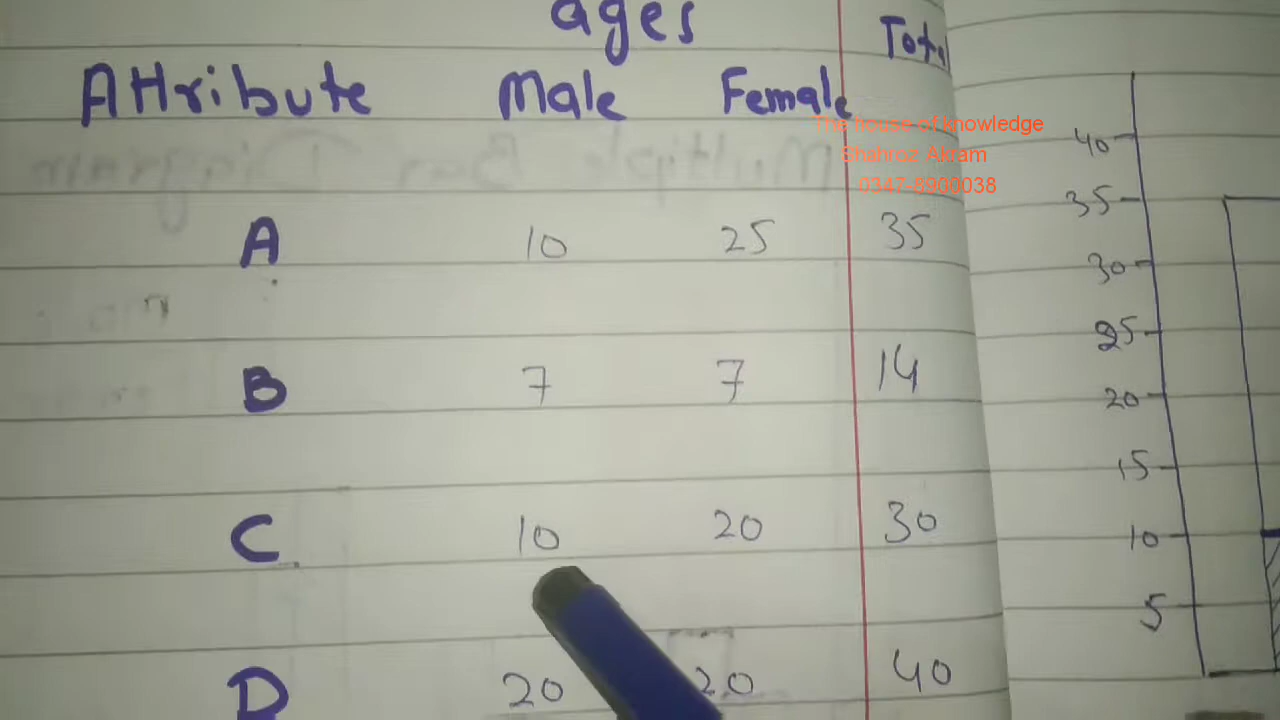 ages
Attribute Male Female Total
The house of knowledge
Shahroz Akram
0347-8900038
A 10 25 35
B 7 7 14
C 10 20 30
D 20 20 40
40
35
30
25
20
15
10
5